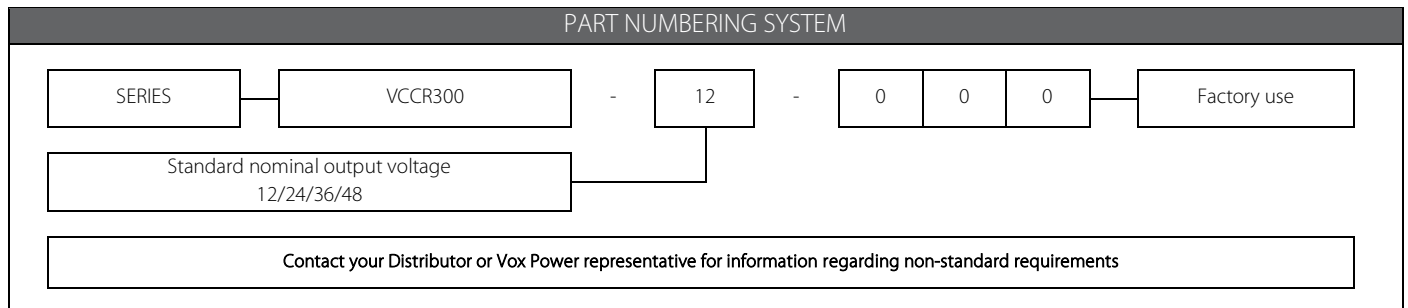 PART NUMBERING SYSTEM
SERIES VCCR300 - 12 - 0 0 0 Factory use
Standard nominal output voltage
12/24/36/48
Contact your Distributor or Vox Power representative for information regarding non-standard requirements